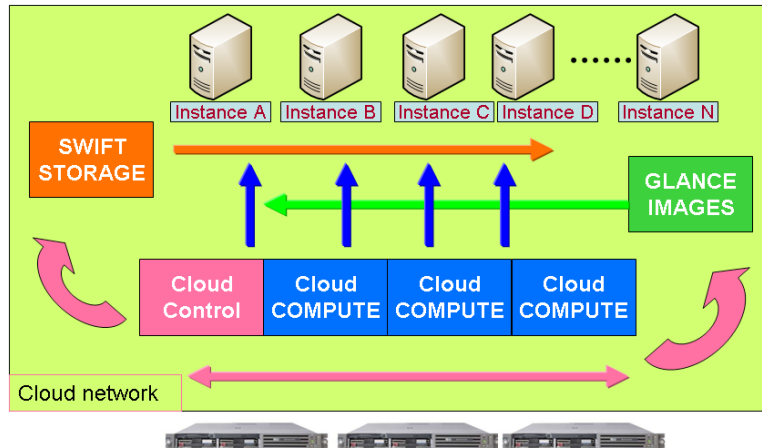 Instance A
Instance B
Instance C
Instance D
Instance N
SWIFT
STORAGE
GLANCE
IMAGES
Cloud
Control
Cloud
COMPUTE
Cloud
COMPUTE
Cloud
COMPUTE
Cloud network